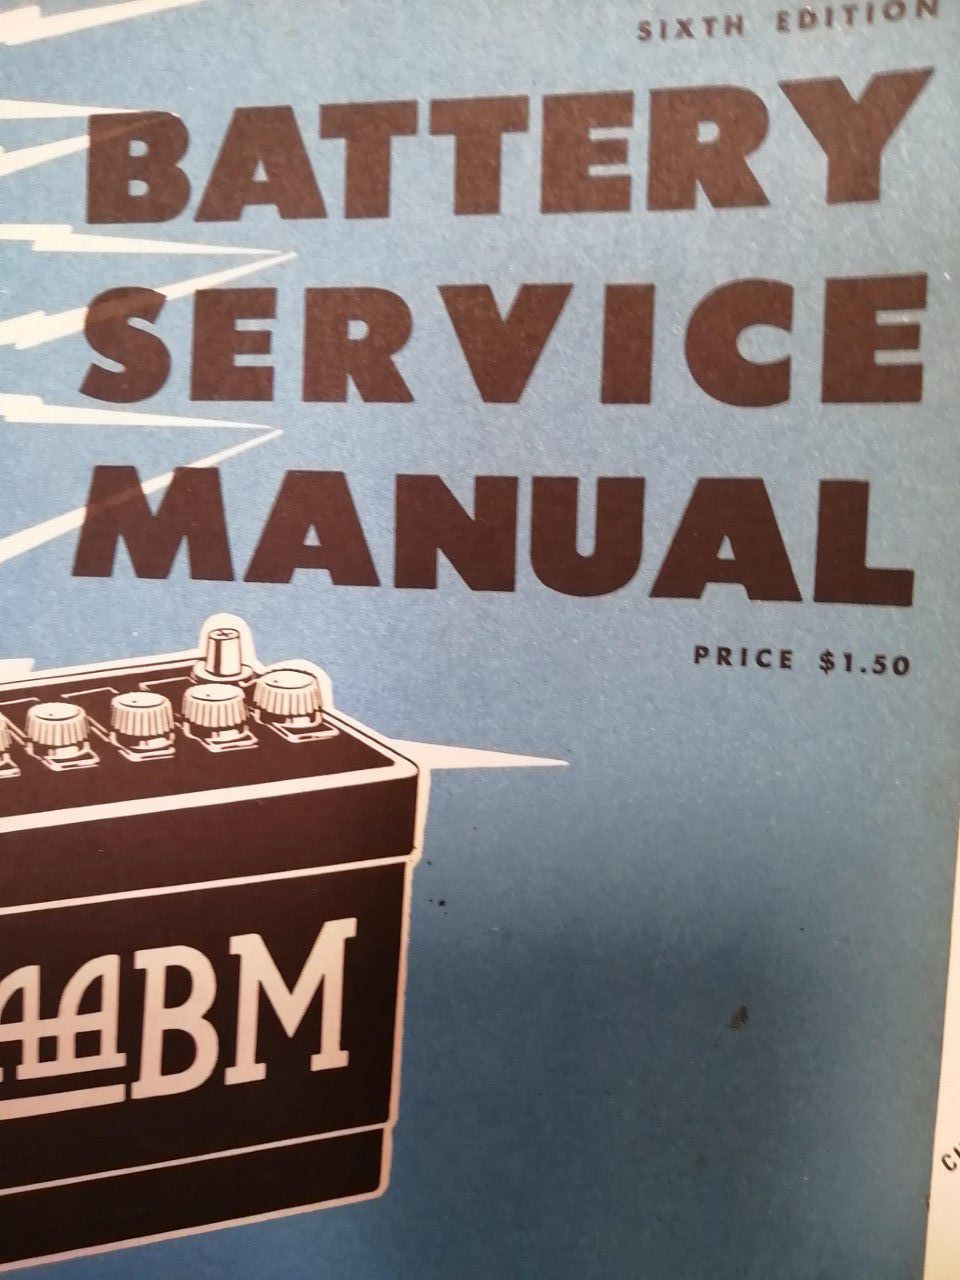 SIXTH EDITION
BATTERY
SERVICE
MANUAL
PRICE $1.50
AABM